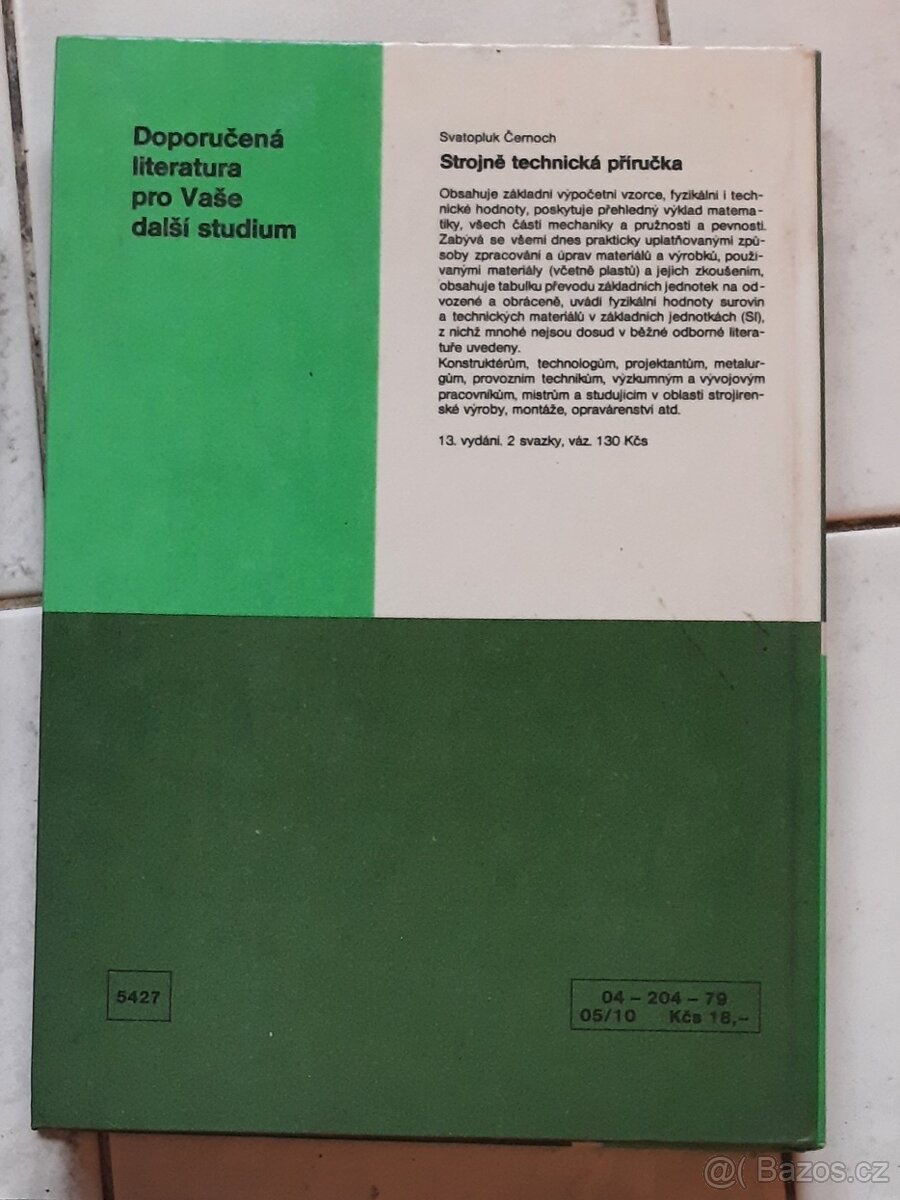 Doporučená
literatura
pro Vaše
další studium
Svatopluk Černoch
Strojně technická příručka
Obsahuje základní výpočetní vzorce, fyzikální i tech-
nické hodnoty, poskytuje přehledný výklad matema-
tiky, všech částí mechaniky a pružnosti a pevnosti.
Zabývá se všemi dnes prakticky uplatňovanými způ-
soby zpracování a úprav materiálů a výrobků, použí-
vanými materiály (včetně plastů) a jejich zkoušením,
obsahuje tabulku převodu základních jednotek na od-
vozené a obráceně, uvádí fyzikální hodnoty surovin
a technických materiálů v základních jednotkách (SI),
z nichž mnohé nejsou dosud v běžné odborné litera-
tuře uvedeny.
Konstruktérům, technologům, projektantům, metalur-
gům, provozním technikům, výzkumným a vývojovým
pracovníkům, mistrům a studujícím v oblasti strojíren-
ské výroby, montáže, opravárenství atd.
13. vydání. 2 svazky, váz. 130 Kčs
5427
04 – 204 – 79
05/10 Kčs 18,–
@( Bazos.cz